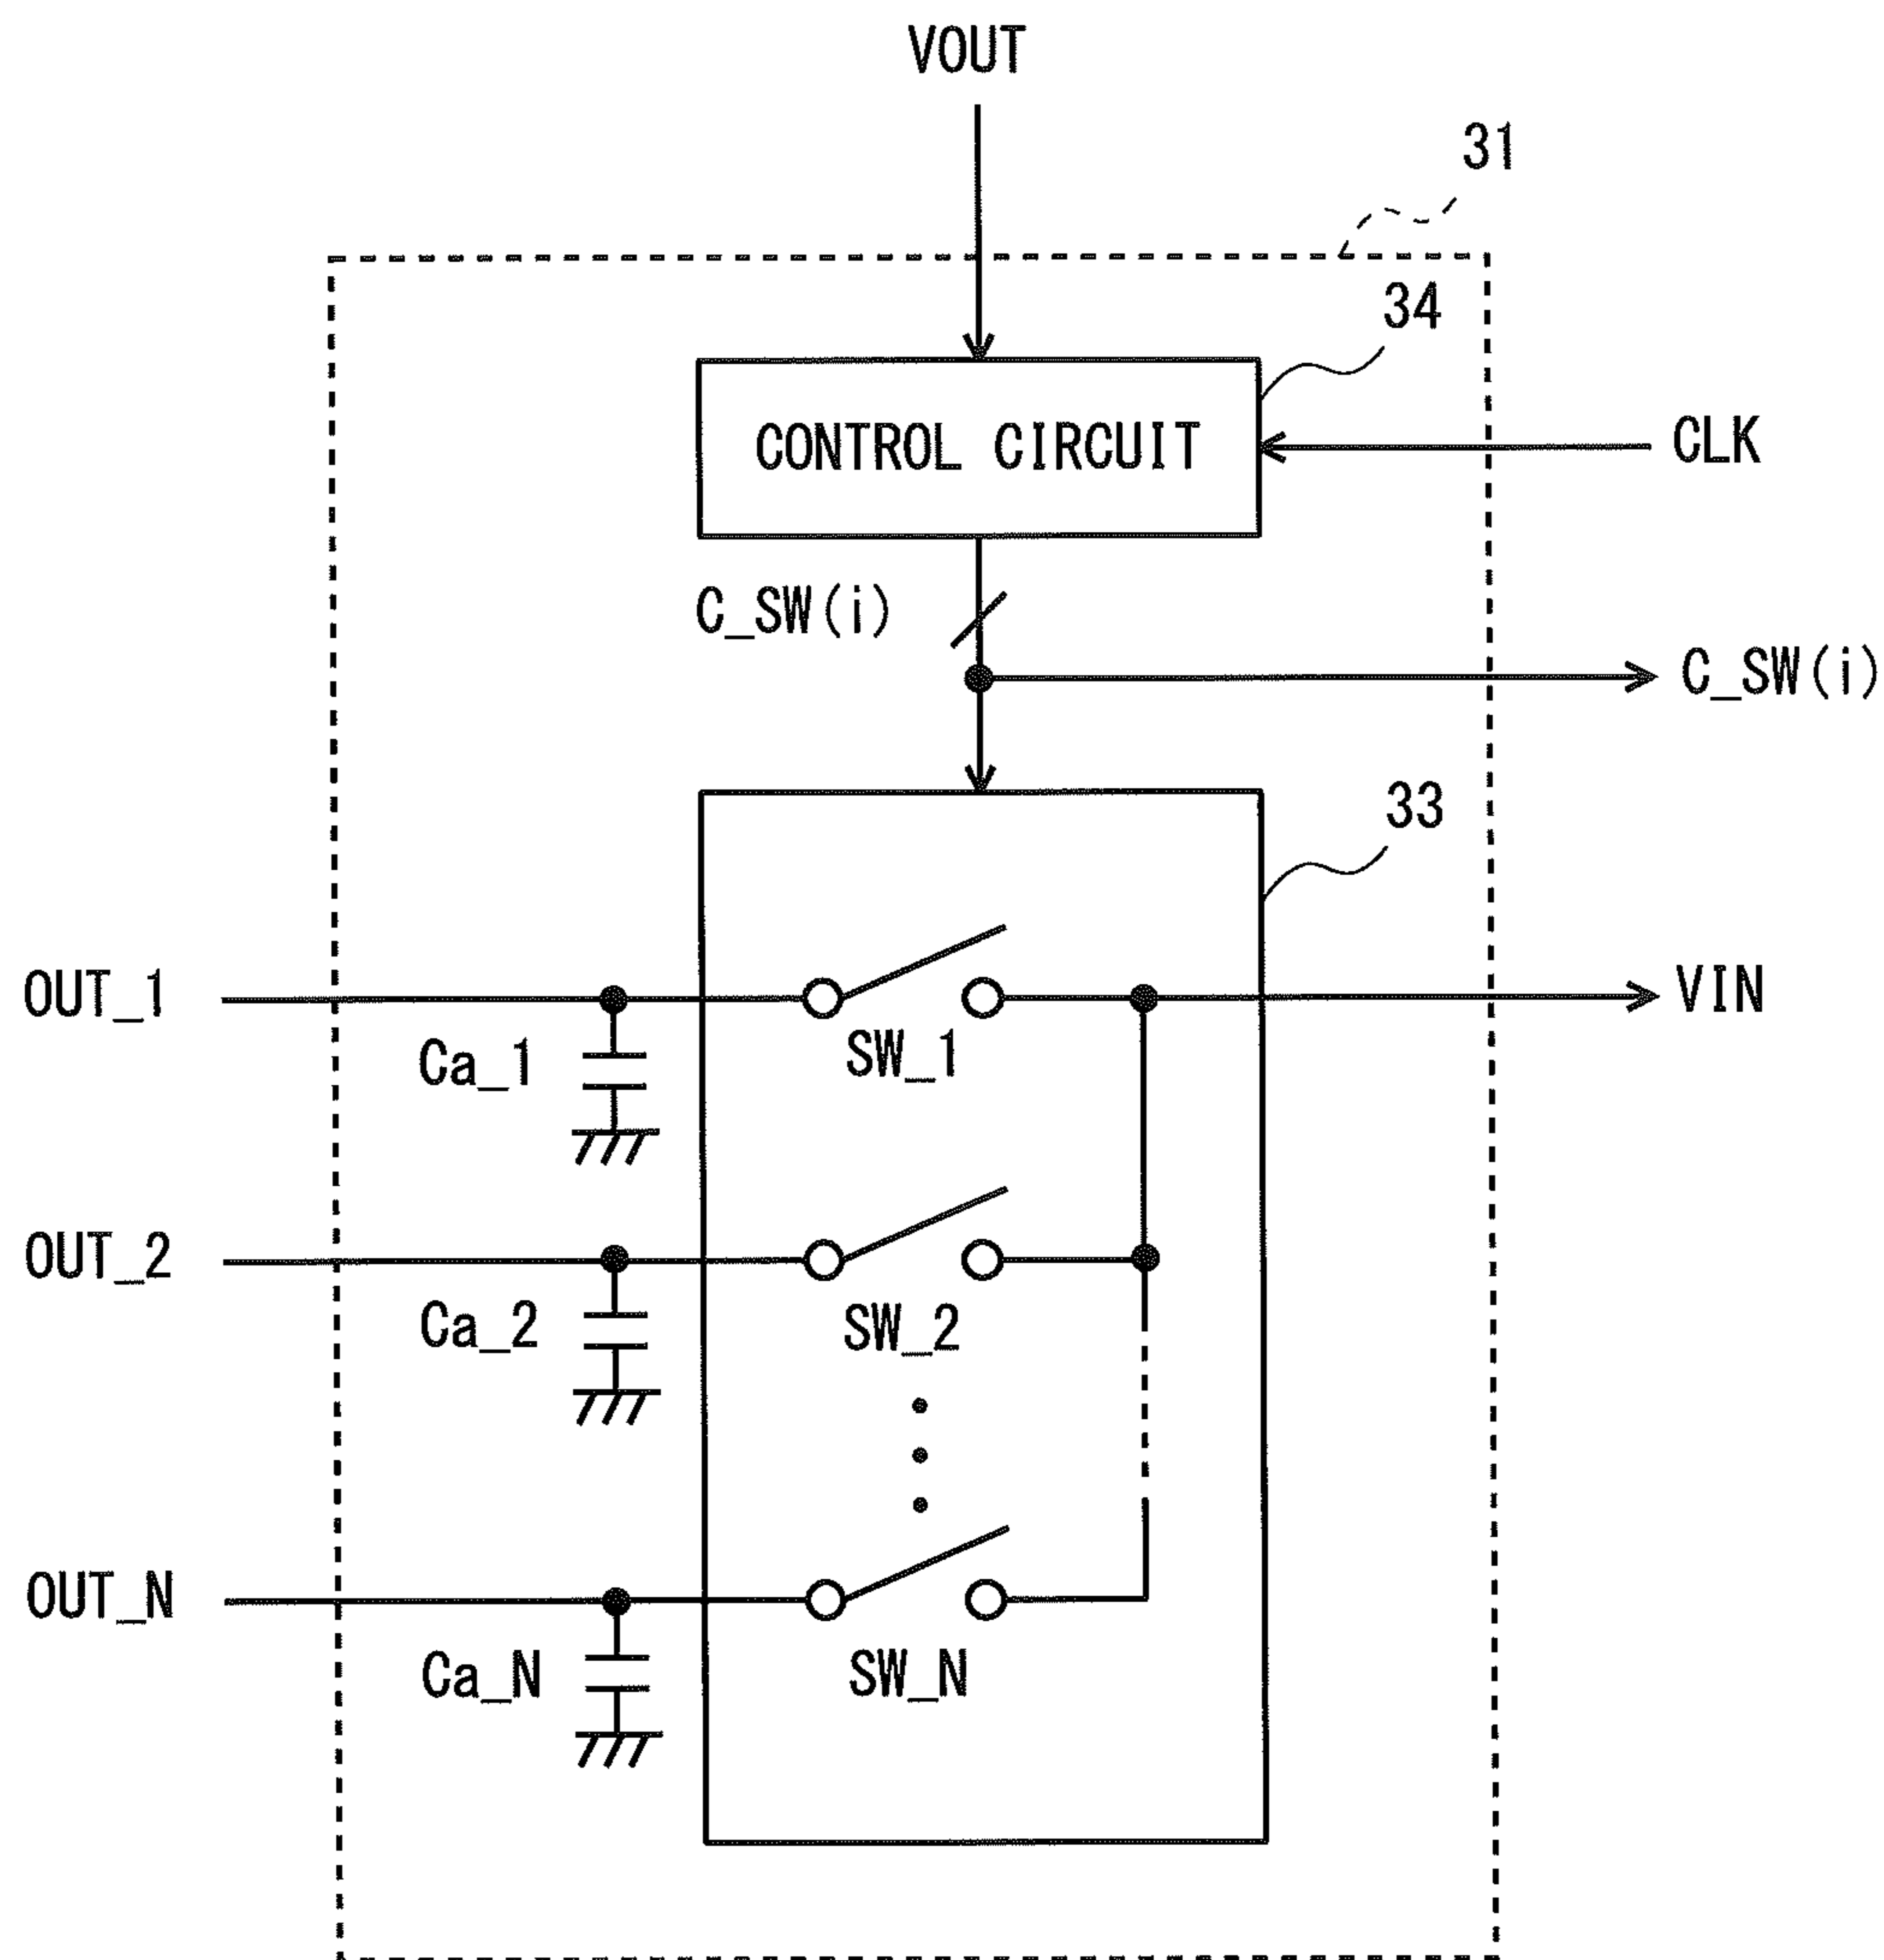 VOUT
31
34
CONTROL CIRCUIT
CLK
C_SW(i)
C_SW(i)
33
OUT_1
Ca_1
SW_1
VIN
OUT_2
Ca_2
SW_2
OUT_N
Ca_N
SW_N